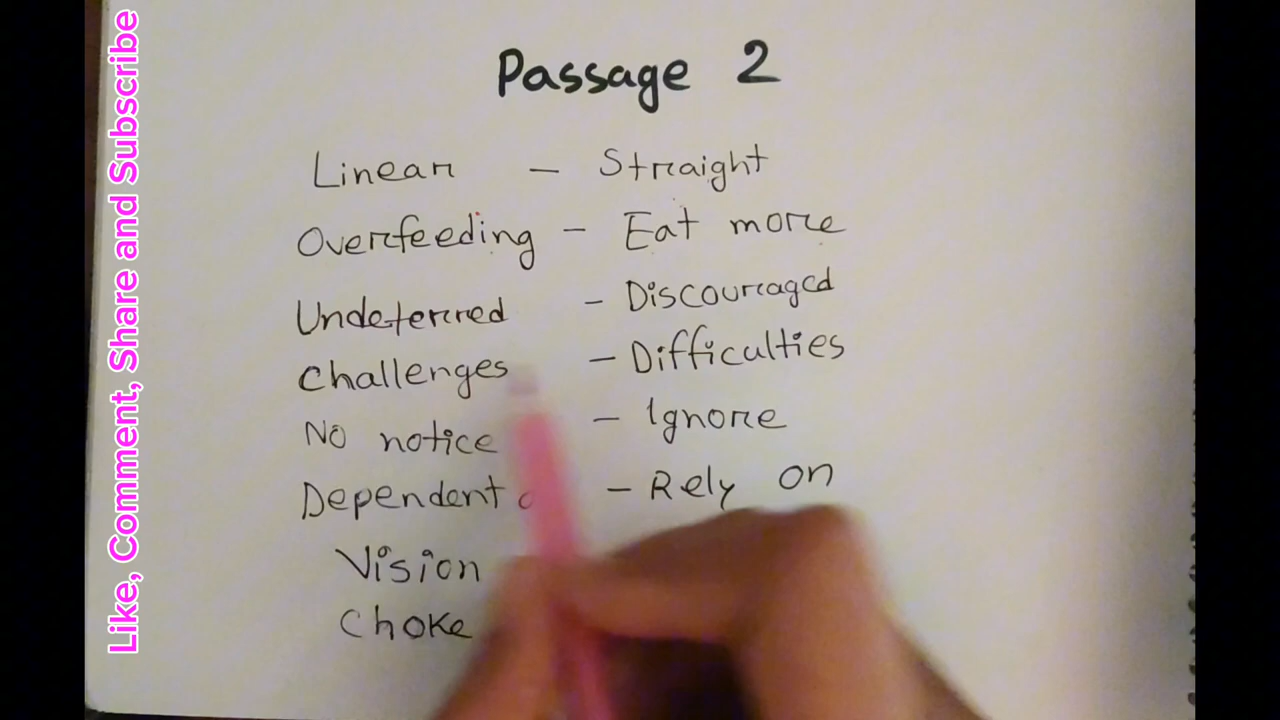 Like, Comment, Share and Subscribe
Passage 2
Linear - Straight
Overfeeding - Eat more
Undeterred - Discouraged
Challenges - Difficulties
No notice - Ignore
Dependent - Rely on
Vision
Choke